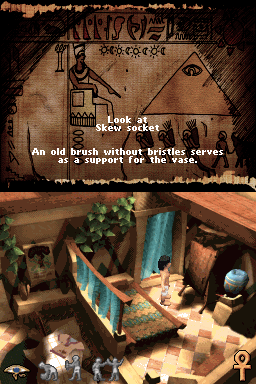 Look at
Skew socket
An old brush without bristles serves
as a support for the vase.